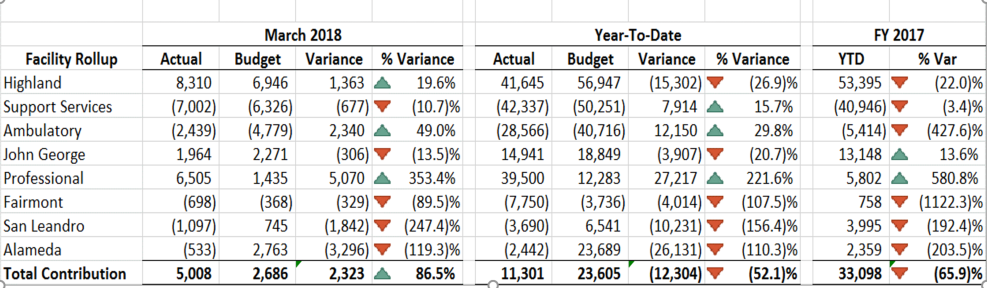 March 2018 Year-To-Date FY 2017
Facility Rollup Actual Budget Variance % Variance Actual Budget Variance % Variance YTD % Var
Highland 8,310 6,946 1,363 19.6% 41,645 56,947 (15,302) (26.9)% 53,395 (22.0)%
Support Services (7,002) (6,326) (677) (10.7)% (42,337) (50,251) 7,914 15.7% (40,946) (3.4)%
Ambulatory (2,439) (4,779) 2,340 49.0% (28,566) (40,716) 12,150 29.8% (5,414) (427.6)%
John George 1,964 2,271 (306) (13.5)% 14,941 18,849 (3,907) (20.7)% 13,148 13.6%
Professional 6,505 1,435 5,070 353.4% 39,500 12,283 27,217 221.6% 5,802 580.8%
Fairmont (698) (368) (329) (89.5)% (7,750) (3,736) (4,014) (107.5)% 758 (1122.3)%
San Leandro (1,097) 745 (1,842) (247.4)% (3,690) 6,541 (10,231) (156.4)% 3,995 (192.4)%
Alameda (533) 2,763 (3,296) (119.3)% (2,442) 23,689 (26,131) (110.3)% 2,359 (203.5)%
Total Contribution 5,008 2,686 2,323 86.5% 11,301 23,605 (12,304) (52.1)% 33,098 (65.9)%